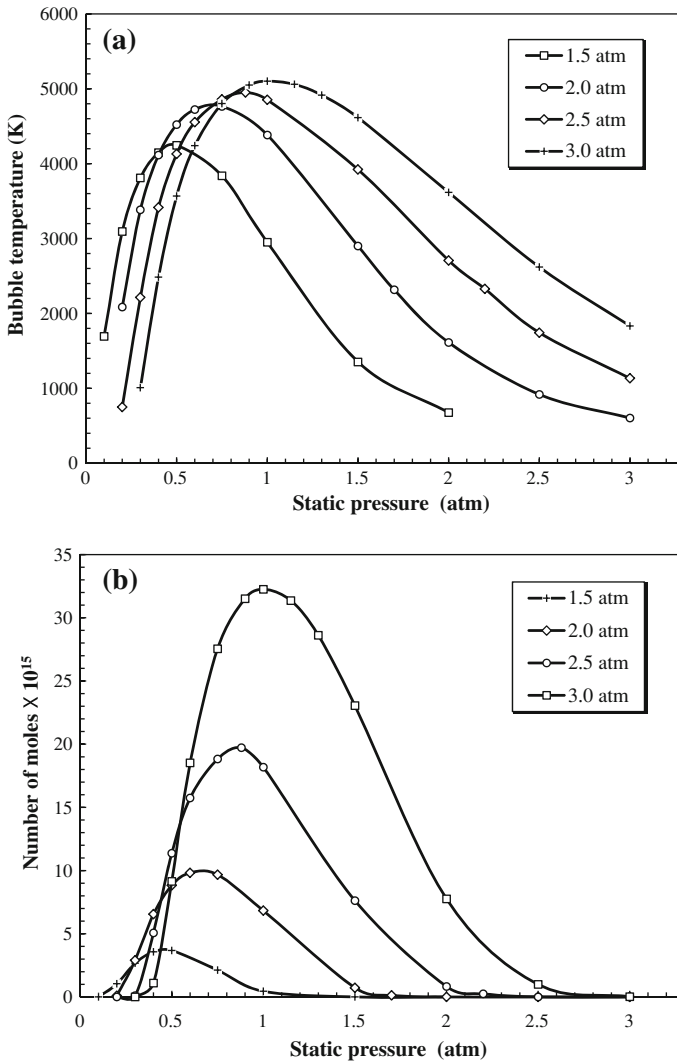 (a)
6000
5000
4000
3000
2000
1000
0
Bubble temperature (K)
1.5 atm
2.0 atm
2.5 atm
3.0 atm
0 0.5 1 1.5 2 2.5 3
Static pressure (atm)
(b)
35
30
25
20
15
10
5
0
Number of moles X 10^15
1.5 atm
2.0 atm
2.5 atm
3.0 atm
0 0.5 1 1.5 2 2.5 3
Static pressure (atm)